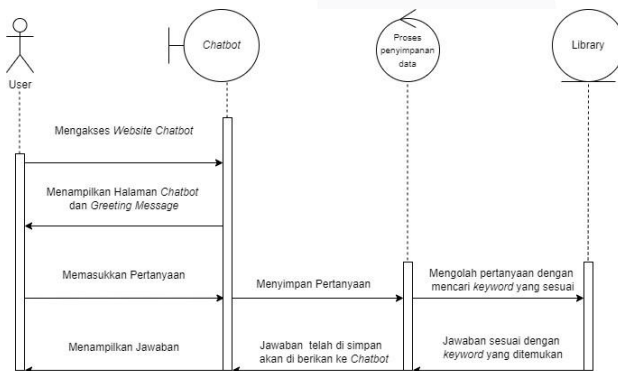 User
Chatbot
Proses
penyimpanan
data
Library
Mengakses Website Chatbot
Menampilkan Halaman Chatbot
dan Greeting Message
Memasukkan Pertanyaan
Menyimpan Pertanyaan
Mengolah pertanyaan dengan
mencari keyword yang sesuai
Menampilkan Jawaban
Jawaban telah di simpan
akan di berikan ke Chatbot
Jawaban sesuai dengan
keyword yang ditemukan